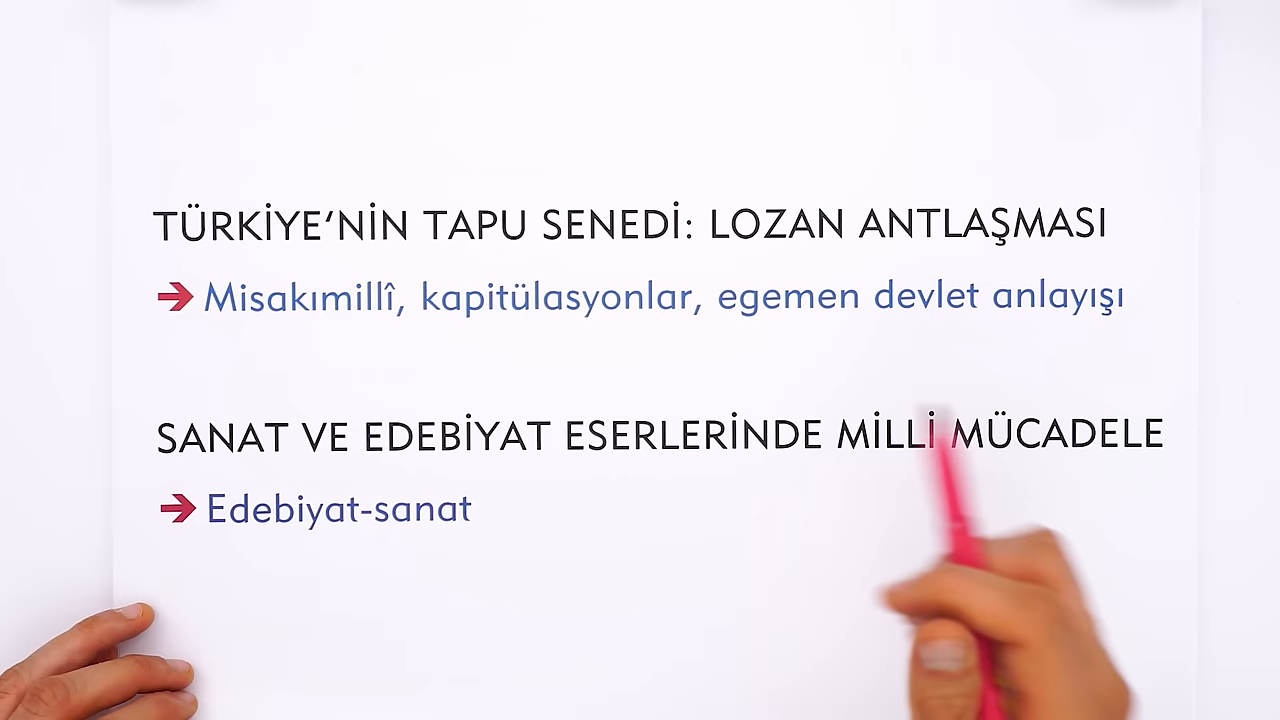 TÜRKİYE'NİN TAPU SENEDİ: LOZAN ANTLAŞMASI
➔ Misakımillî, kapitülasyonlar, egemen devlet anlayışı
SANAT VE EDEBİYAT ESERLERİNDE MİLLİ MÜCADELE
➔ Edebiyat-sanat